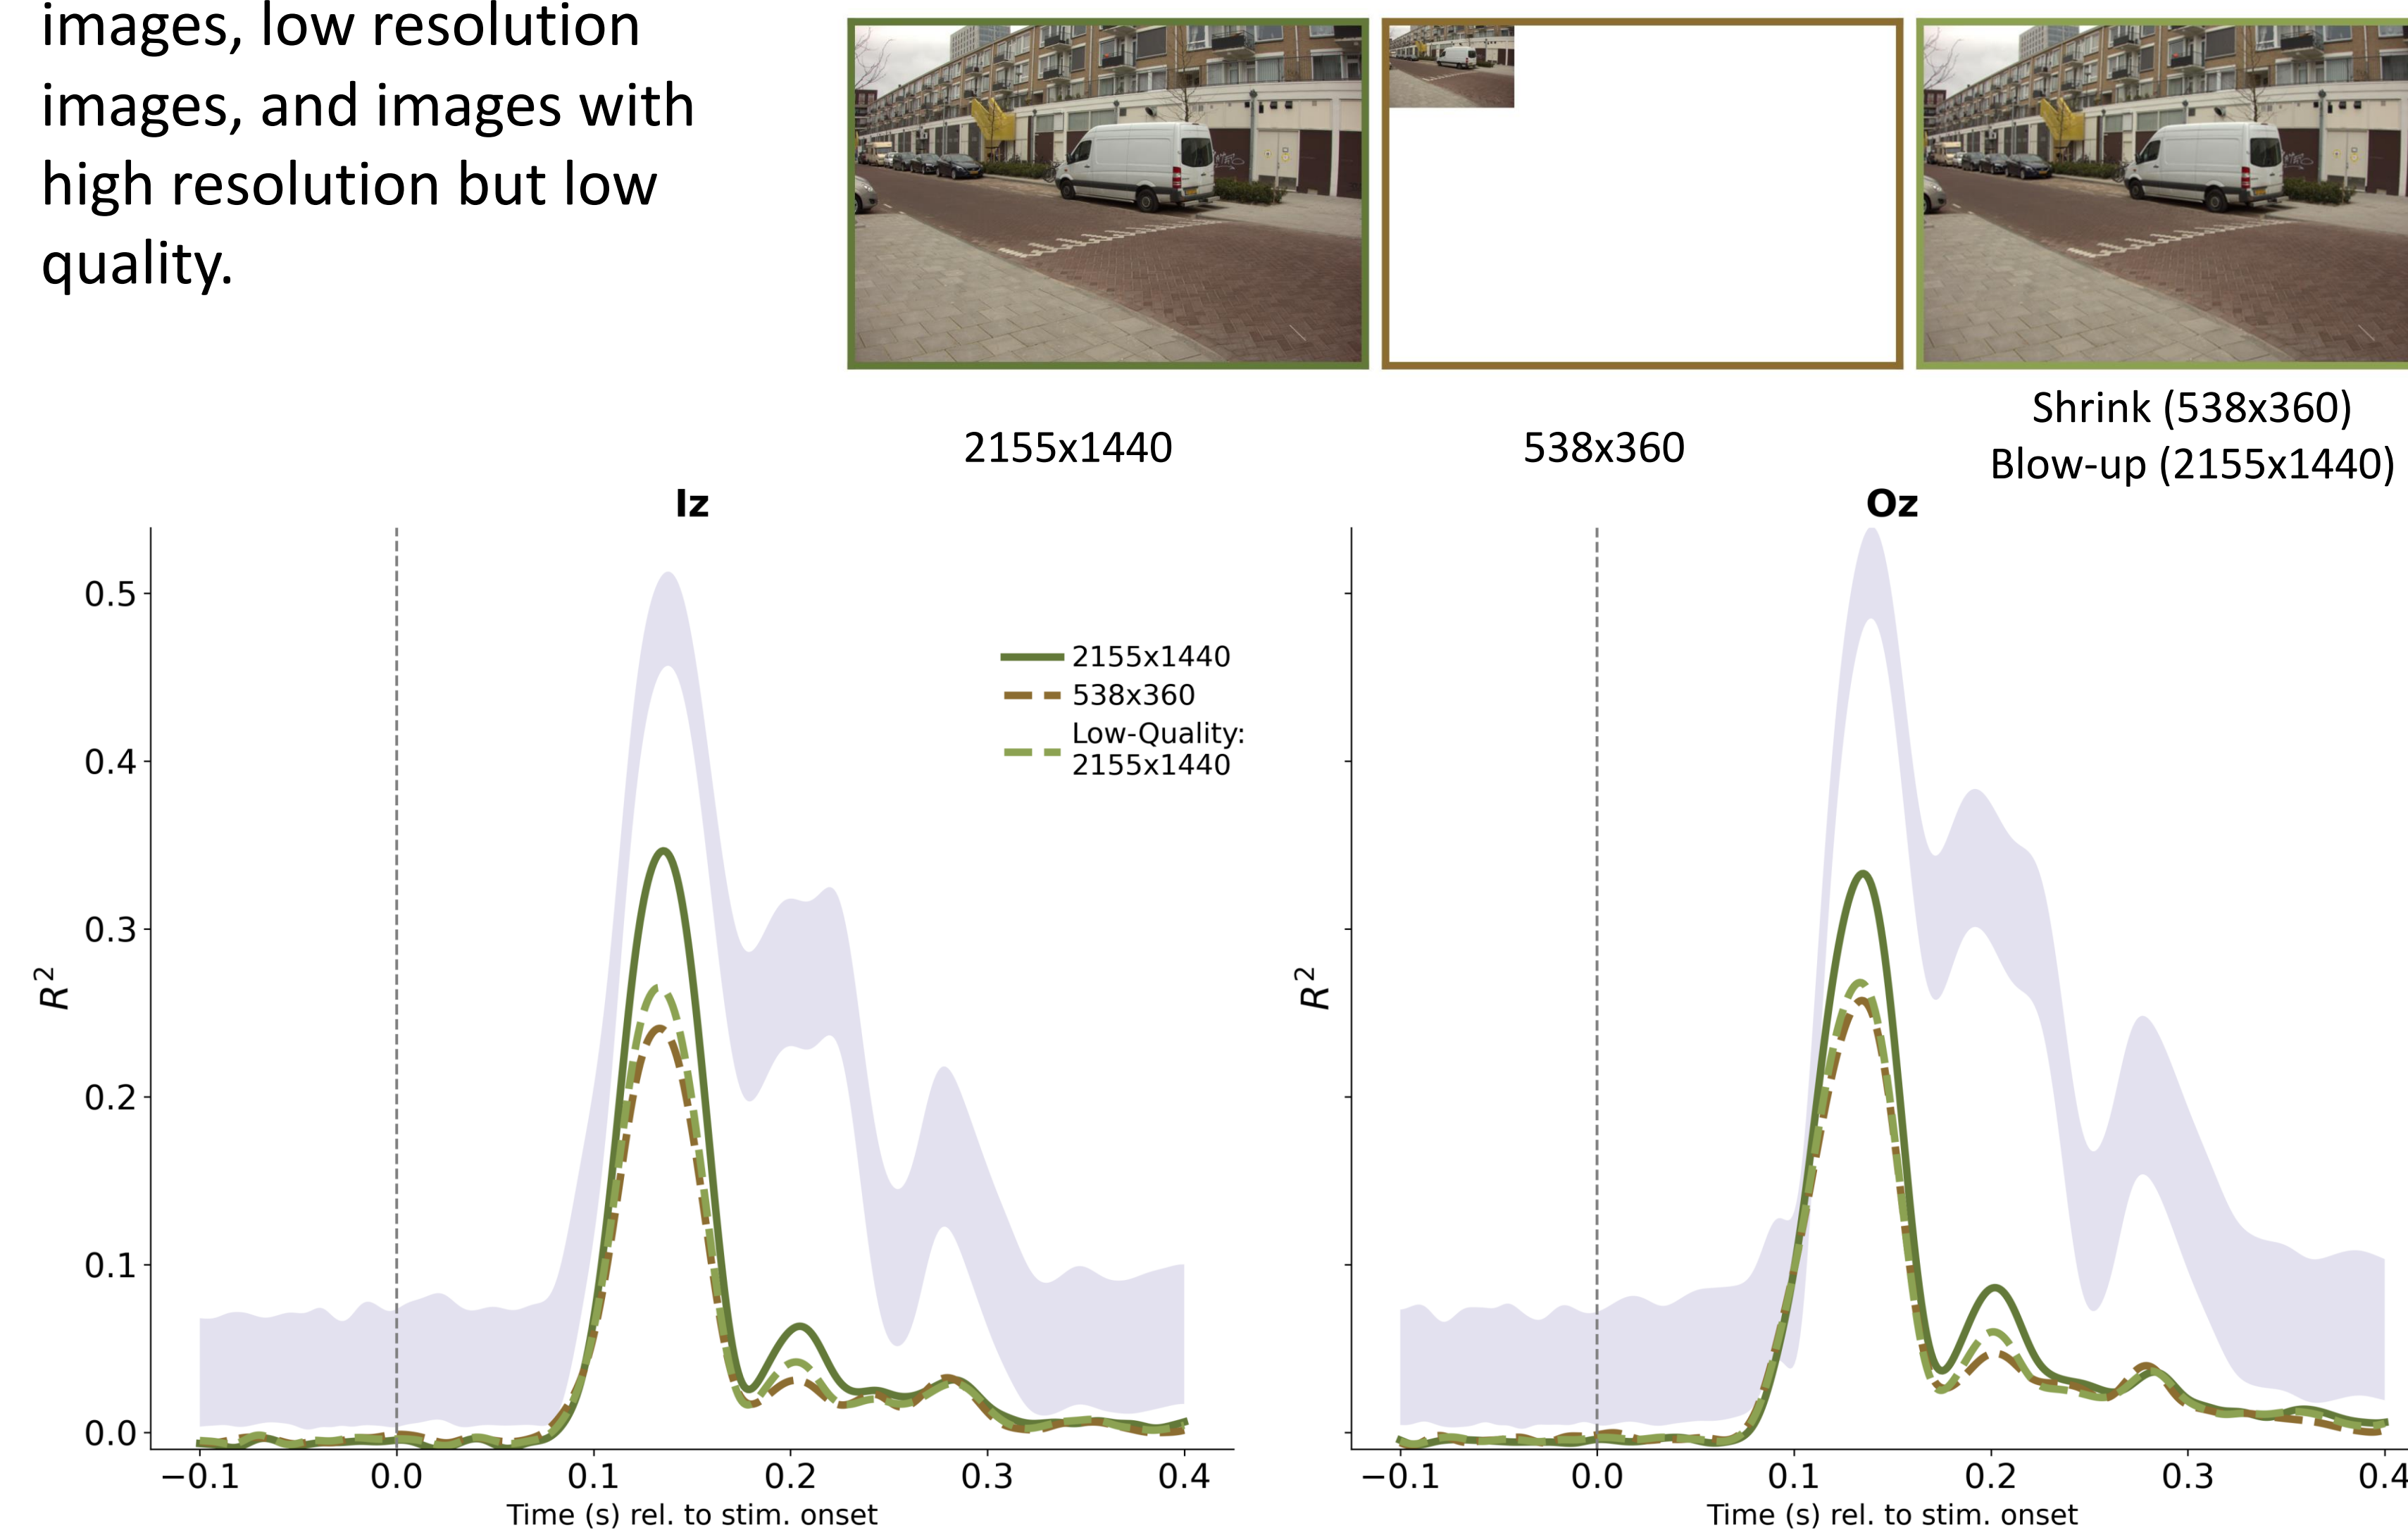 images, low resolution
images, and images with
high resolution but low
quality.
2155x1440
538x360
Shrink (538x360)
Blow-up (2155x1440)
Iz
0.5
0.4
0.3
0.2
0.1
0.0
R²
2155x1440
538x360
Low-Quality:
2155x1440
−0.1 0.0 0.1 0.2 0.3 0.4
Time (s) rel. to stim. onset
Oz
R²
−0.1 0.0 0.1 0.2 0.3 0.4
Time (s) rel. to stim. onset